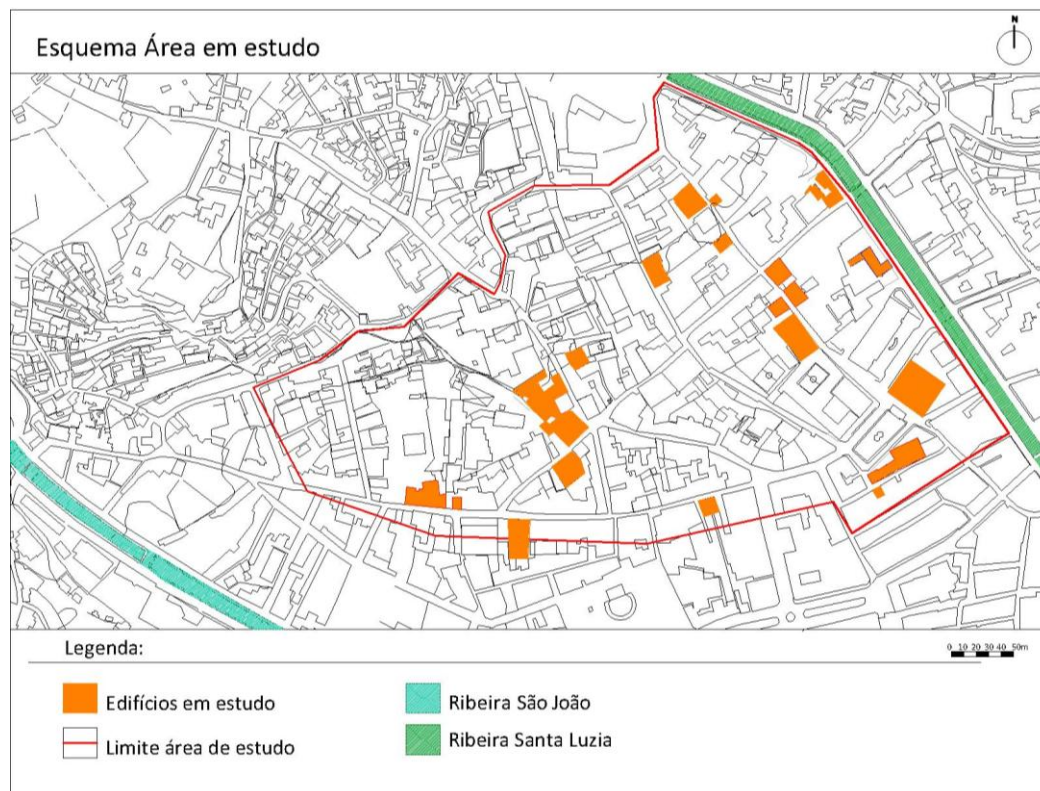 Esquema Área em estudo
N
Legenda:
0 10 20 30 40 50m
Edifícios em estudo
Ribeira São João
Limite área de estudo
Ribeira Santa Luzia